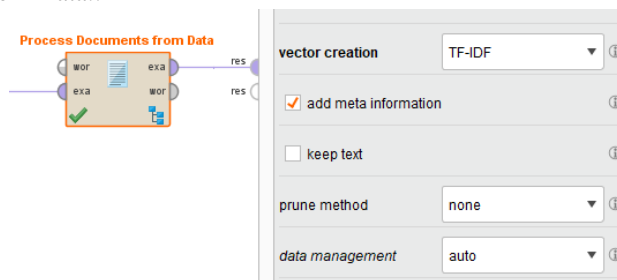 Process Documents from Data
wor exa res
exa wor res
vector creation TF-IDF
add meta information
keep text
prune method none
data management auto